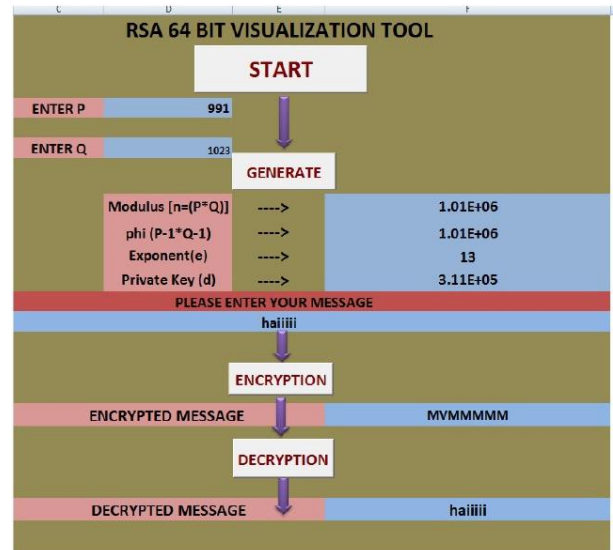 C D E F
RSA 64 BIT VISUALIZATION TOOL
START
ENTER P 991
ENTER Q 1023
GENERATE
Modulus [n=(P*Q)] ----> 1.01E+06
phi (P-1*Q-1) ----> 1.01E+06
Exponent(e) ----> 13
Private Key (d) ----> 3.11E+05
PLEASE ENTER YOUR MESSAGE
haiiiii
ENCRYPTION
ENCRYPTED MESSAGE MVMMMMM
DECRYPTION
DECRYPTED MESSAGE haiiiii